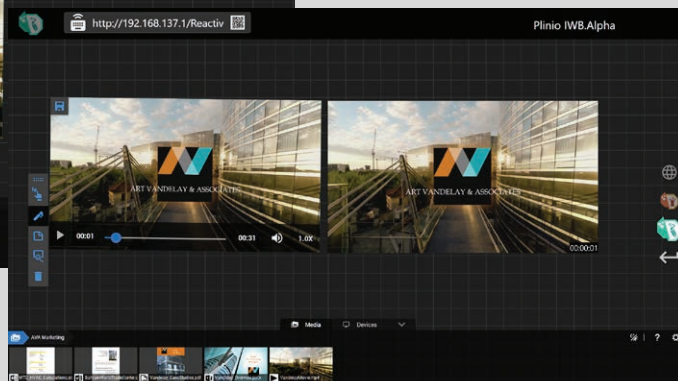 http://192.168.137.1/Reactiv
Plinio IWB.Alpha
ART VANDELAY & ASSOCIATES
00:01
00:31
1.0X
ART VANDELAY & ASSOCIATES
00:00:01
Media
Devices
AVA Marketing
?